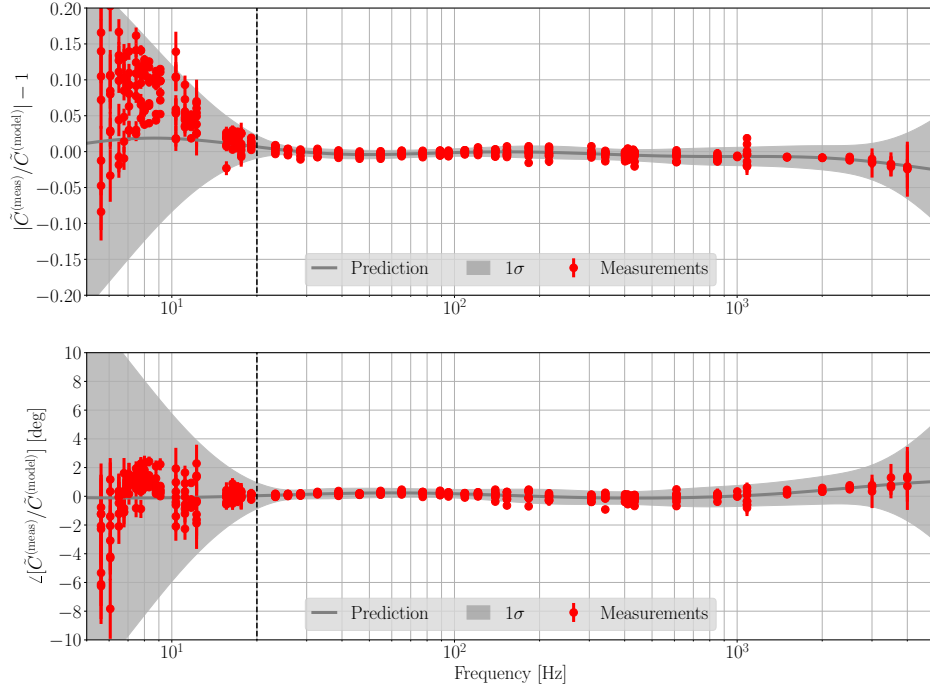 0.20
0.15
0.10
0.05
0.00
−0.05
−0.10
−0.15
−0.20
|C̃^(meas)/C̃^(model)| − 1
Prediction 1σ Measurements
10^1 10^2 10^3
10
8
6
4
2
0
−2
−4
−6
−8
−10
∠[C̃^(meas)/C̃^(model)] [deg]
Prediction 1σ Measurements
10^1 10^2 10^3
Frequency [Hz]